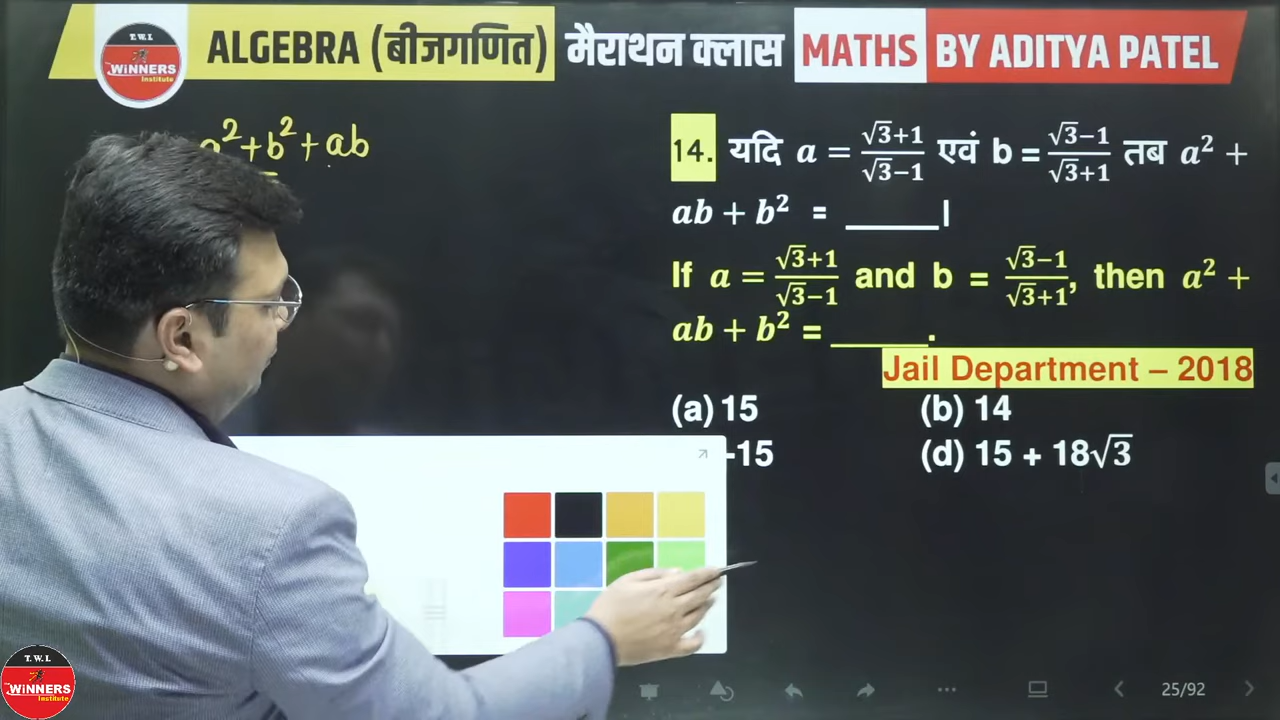 T.W.I.
WiNNERS
Institute
ALGEBRA (बीजगणित) मैराथन क्लास MATHS BY ADITYA PATEL
a² + b² + ab
14. यदि a = (√3+1)/(√3−1) एवं b = (√3−1)/(√3+1) तब a² +
ab + b² = ______।
If a = (√3+1)/(√3−1) and b = (√3−1)/(√3+1), then a² +
ab + b² = ______.
Jail Department – 2018
(a) 15 (b) 14
-15 (d) 15 + 18√3
25/92
T.W.I.
WiNNERS
Institute